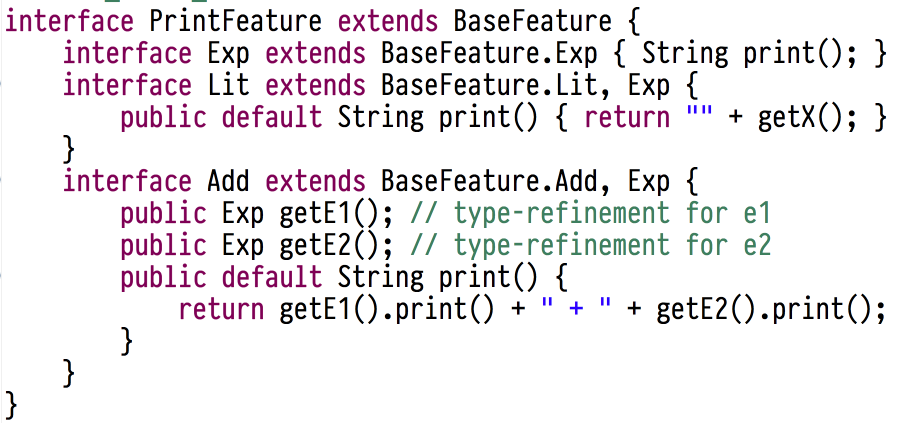 interface PrintFeature extends BaseFeature {
    interface Exp extends BaseFeature.Exp { String print(); }
    interface Lit extends BaseFeature.Lit, Exp {
        public default String print() { return "" + getX(); }
    }
    interface Add extends BaseFeature.Add, Exp {
        public Exp getE1(); // type-refinement for e1
        public Exp getE2(); // type-refinement for e2
        public default String print() {
            return getE1().print() + " + " + getE2().print();
        }
    }
}